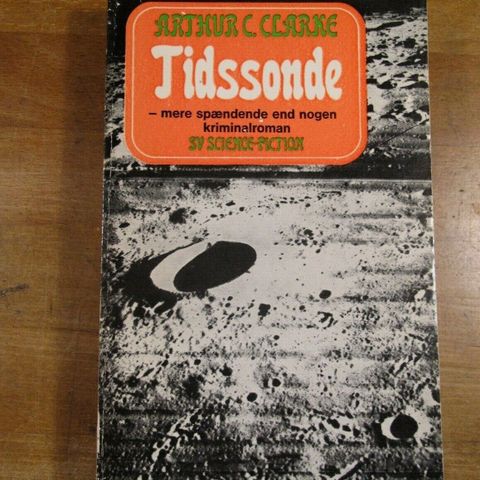 ARTHUR C. CLARKE
Tidssonde
– mere spændende end nogen
kriminalroman
SV SCIENCE-FICTION